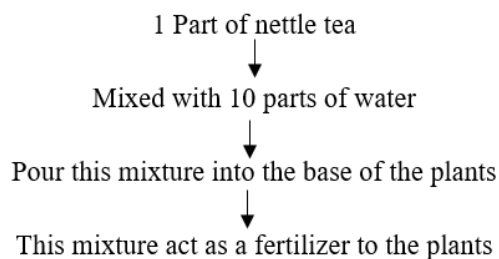 1 Part of nettle tea
Mixed with 10 parts of water
Pour this mixture into the base of the plants
This mixture act as a fertilizer to the plants